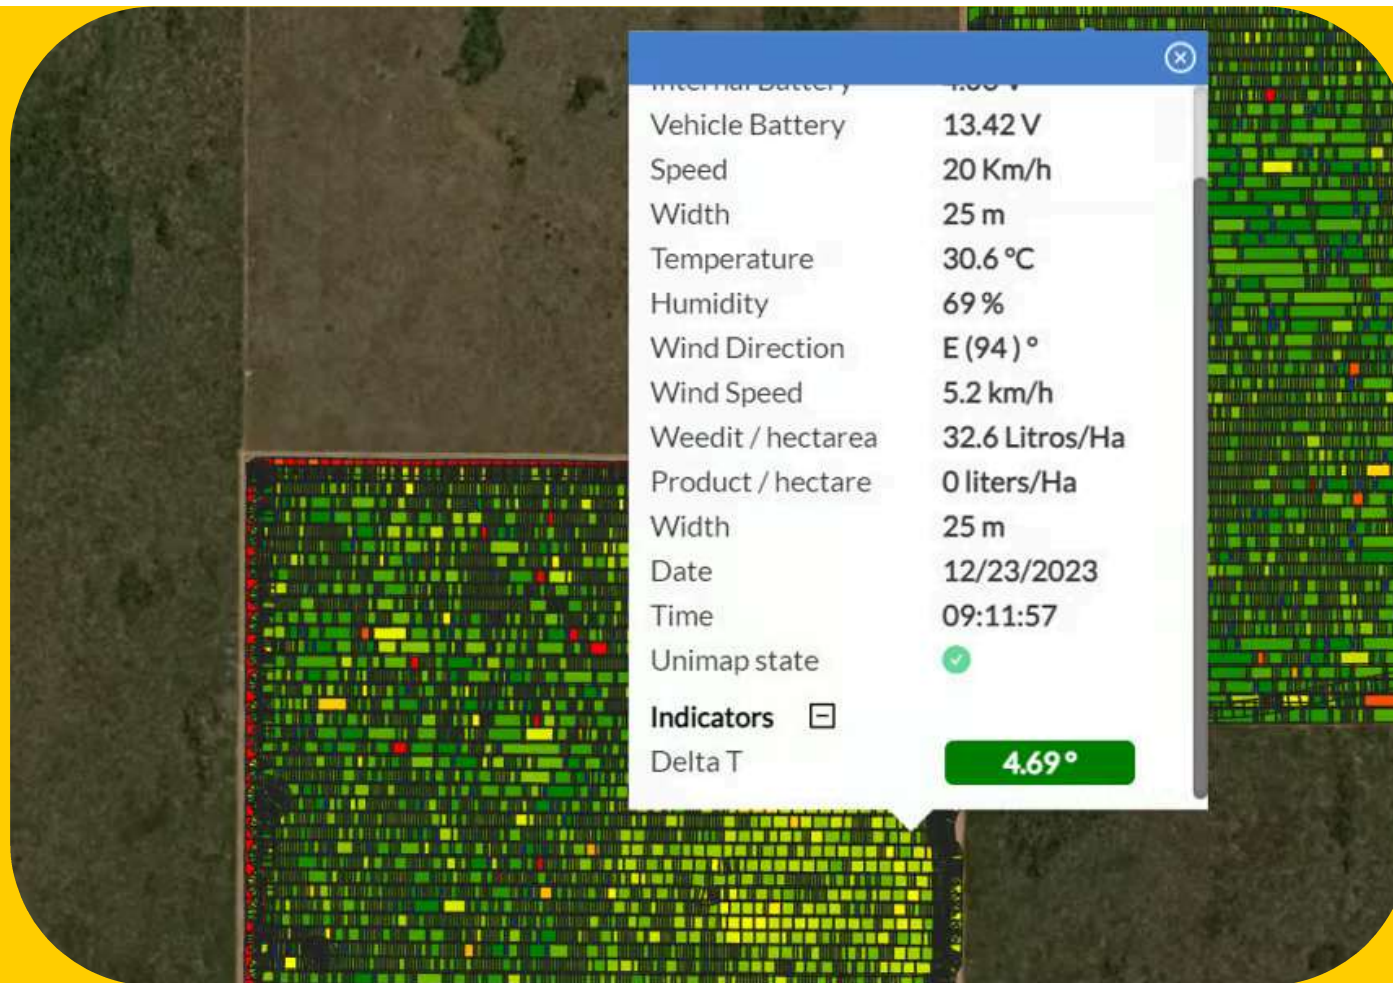 Internal Battery
Vehicle Battery 13.42 V
Speed 20 Km/h
Width 25 m
Temperature 30.6 °C
Humidity 69 %
Wind Direction E (94 ) °
Wind Speed 5.2 km/h
Weedit / hectarea 32.6 Litros/Ha
Product / hectare 0 liters/Ha
Width 25 m
Date 12/23/2023
Time 09:11:57
Unimap state
Indicators
Delta T 4.69 °